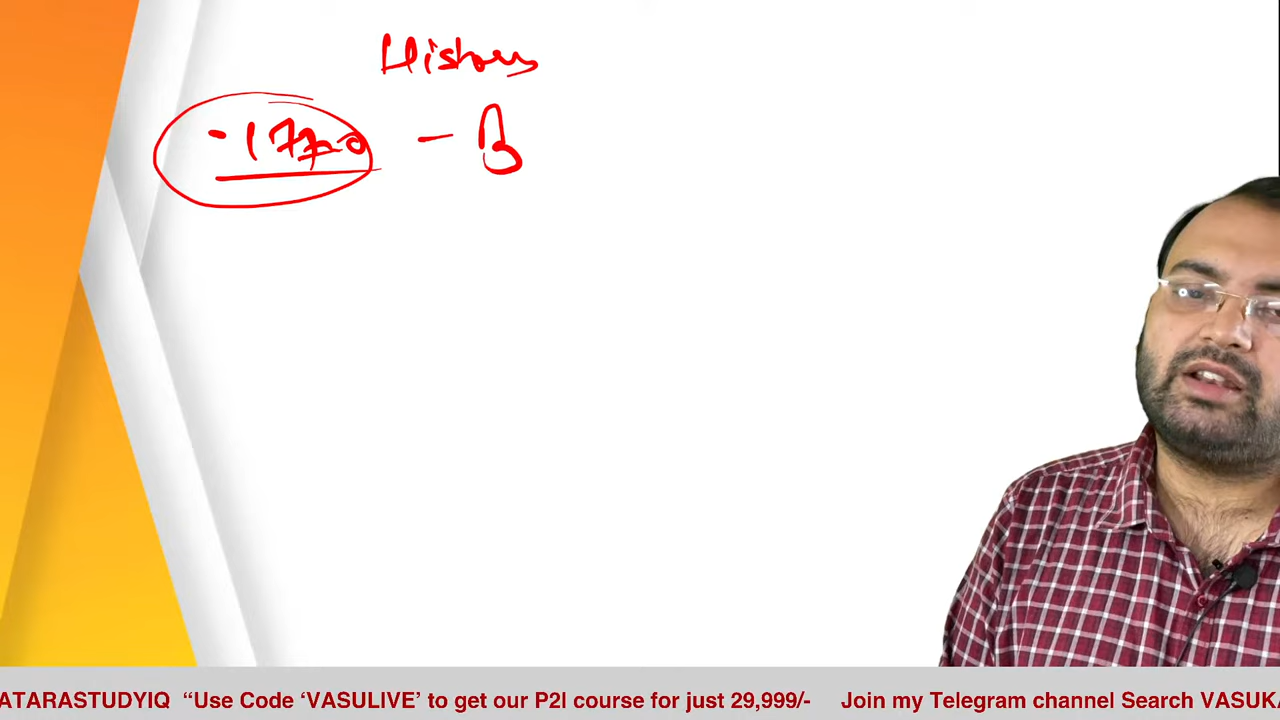 History
- 1770 - B
ATARASTUDYIQ “Use Code ‘VASULIVE’ to get our P2I course for just 29,999/- Join my Telegram channel Search VASUKA